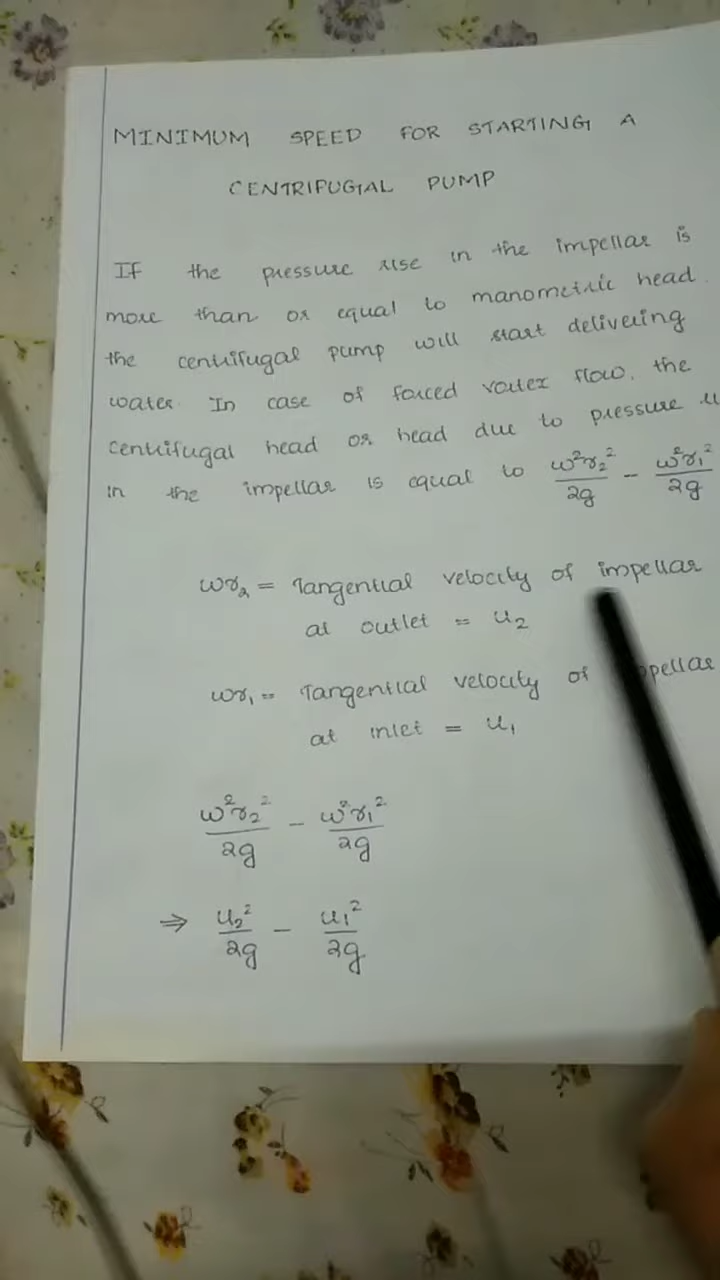 MINIMUM SPEED FOR STARTING A
CENTRIFUGAL PUMP
If the pressure rise in the impellar is
more than or equal to manometric head
the centrifugal pump will start delivering
water. In case of forced vortex flow, the
centrifugal head or head due to pressure
in the impellar is equal to ω²r₂²/2g − ω²r₁²/2g
ωr₂ = Tangential velocity of impellar
at outlet = u₂
ωr₁ = Tangential velocity of
at inlet = u₁
ω²r₂²/2g − ω²r₁²/2g
⇒ u₂²/2g − u₁²/2g